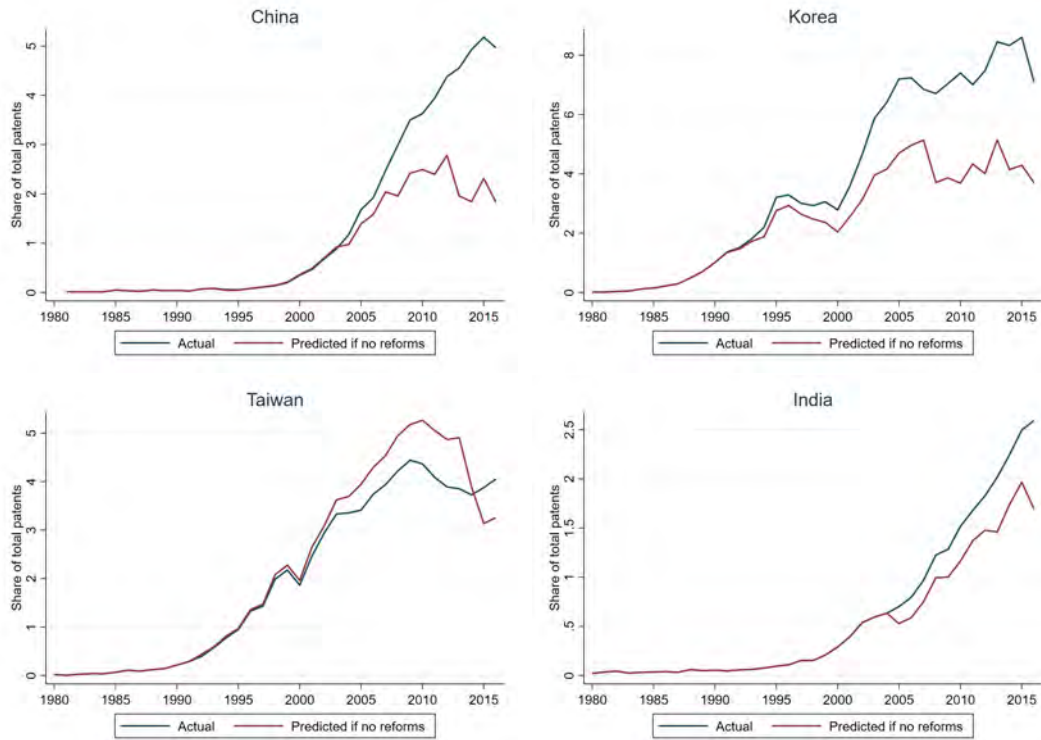 China
Share of total patents
5
4
3
2
1
0
1980 1985 1990 1995 2000 2005 2010 2015
Actual Predicted if no reforms
Korea
Share of total patents
8
6
4
2
0
1980 1985 1990 1995 2000 2005 2010 2015
Actual Predicted if no reforms
Taiwan
Share of total patents
5
4
3
2
1
0
1980 1985 1990 1995 2000 2005 2010 2015
Actual Predicted if no reforms
India
Share of total patents
2.5
2
1.5
1
.5
0
1980 1985 1990 1995 2000 2005 2010 2015
Actual Predicted if no reforms